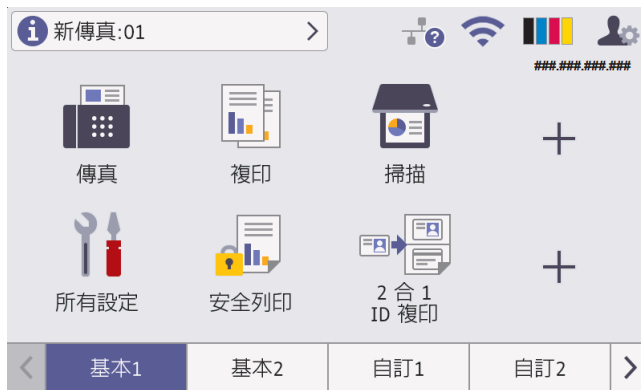 新傳真:01
###.###.###.###
傳真
複印
掃描
所有設定
安全列印
2 合 1
ID 複印
基本1
基本2
自訂1
自訂2